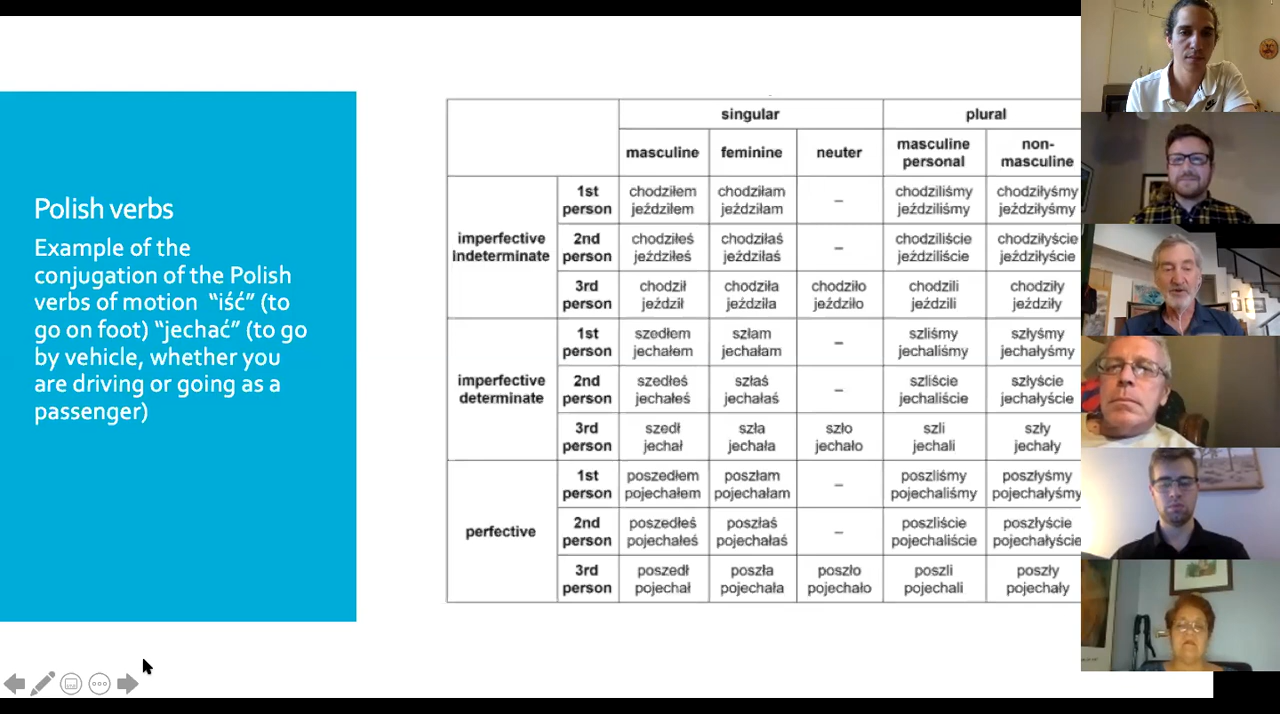 Polish verbs
Example of the
conjugation of the Polish
verbs of motion “iść” (to
go on foot) “jechać” (to go
by vehicle, whether you
are driving or going as a
passenger)
singular plural
masculine feminine neuter masculine personal non-masculine
imperfective indeterminate
1st person
chodziłem chodziłam – chodziliśmy chodziłyśmy
jeździłem jeździłam jeździliśmy jeździłyśmy
2nd person
chodziłeś chodziłaś – chodziliście chodziłyście
jeździłeś jeździłaś jeździliście jeździłyście
3rd person
chodził chodziła chodziło chodzili chodziły
jeździł jeździła jeździło jeździli jeździły
imperfective determinate
1st person
szedłem szłam – szliśmy szłyśmy
jechałem jechałam jechaliśmy jechałyśmy
2nd person
szedłeś szłaś – szliście szłyście
jechałeś jechałaś jechaliście jechałyście
3rd person
szedł szła szło szli szły
jechał jechała jechało jechali jechały
perfective
1st person
poszedłem poszłam – poszliśmy poszłyśmy
pojechałem pojechałam pojechaliśmy pojechałyśmy
2nd person
poszedłeś poszłaś – poszliście poszłyście
pojechałeś pojechałaś pojechaliście pojechałyście
3rd person
poszedł poszła poszło poszli poszły
pojechał pojechała pojechało pojechali pojechały